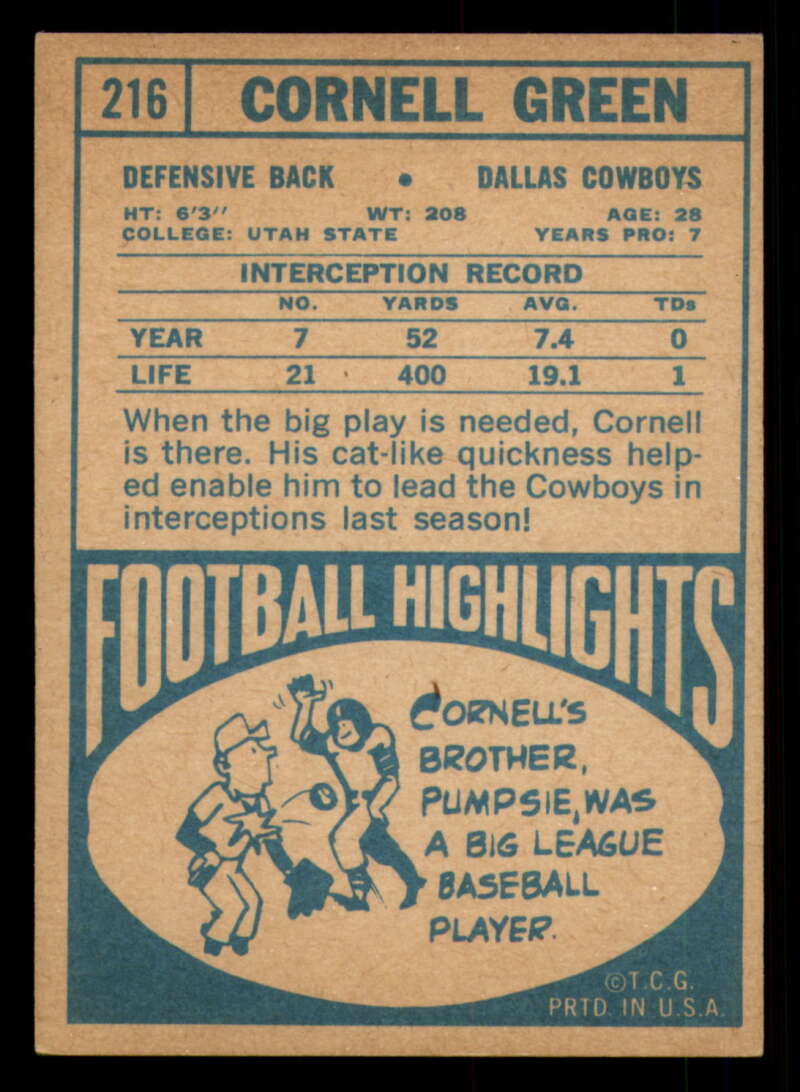 216 CORNELL GREEN
DEFENSIVE BACK • DALLAS COWBOYS
HT: 6'3'' WT: 208 AGE: 28
COLLEGE: UTAH STATE YEARS PRO: 7
INTERCEPTION RECORD
NO. YARDS AVG. TDs
YEAR 7 52 7.4 0
LIFE 21 400 19.1 1
When the big play is needed, Cornell
is there. His cat-like quickness help-
ed enable him to lead the Cowboys in
interceptions last season!
FOOTBALL HIGHLIGHTS
CORNELL'S
BROTHER,
PUMPSIE, WAS
A BIG LEAGUE
BASEBALL
PLAYER.
©T.C.G.
PRTD. IN U.S.A.